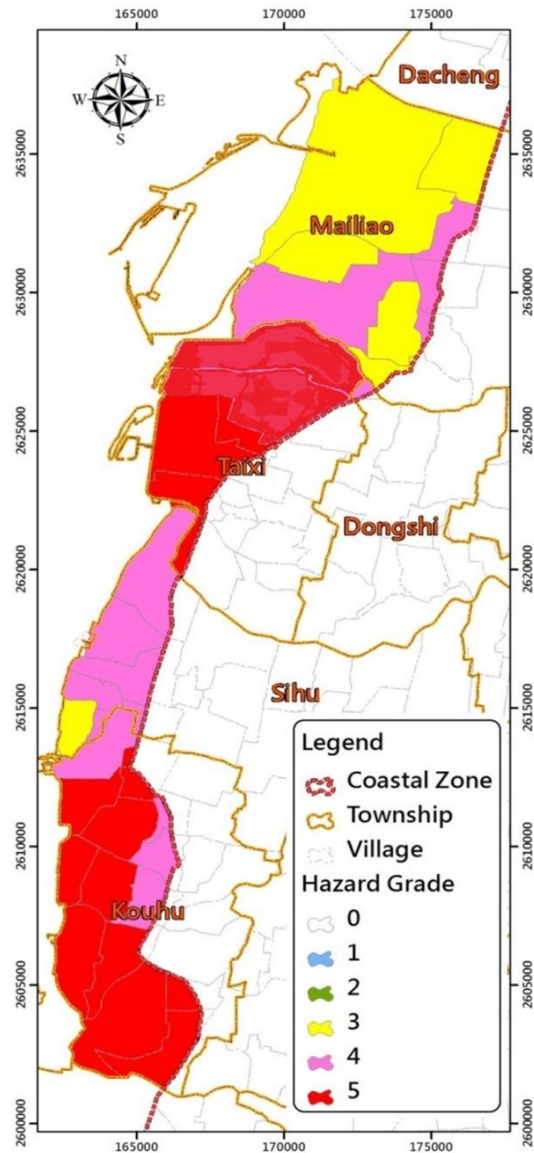 165000 170000 175000
N
W E
S
Dacheng
2635000 2635000
Mailiao
2630000 2630000
2625000 2625000
Taixi
Dongshi
2620000 2620000
Sihu
2615000 2615000
Legend
Coastal Zone
Township
2610000 2610000
Village
Hazard Grade
Kouhu
0
1
2605000 2605000
2
3
4
5
2600000 2600000
165000 170000 175000